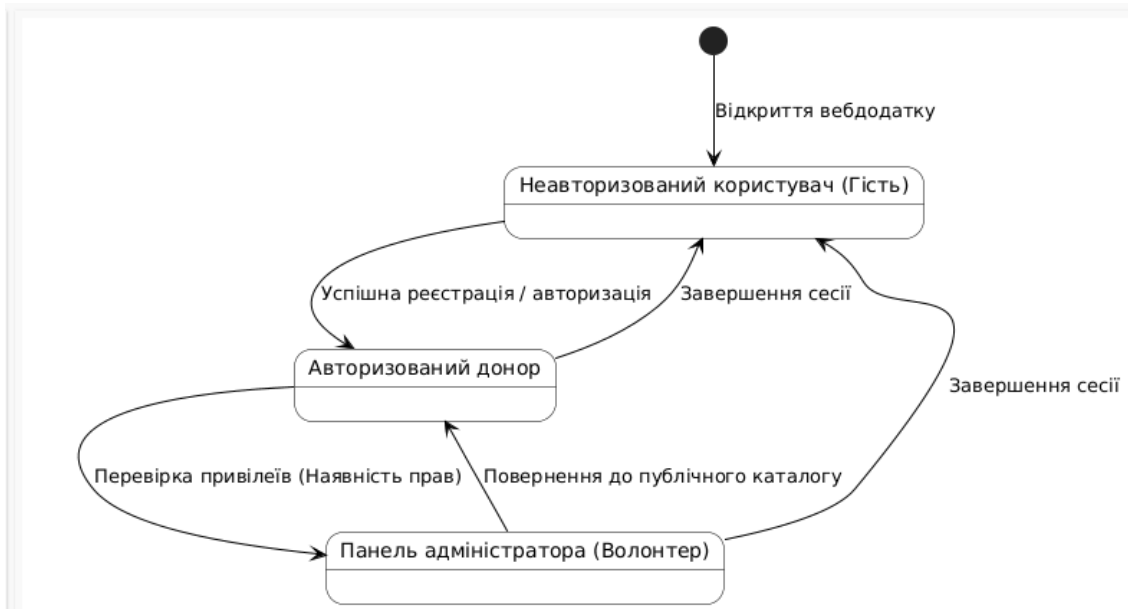 Відкриття вебдодатку
Неавторизований користувач (Гість)
Успішна реєстрація / авторизація
Завершення сесії
Авторизований донор
Завершення сесії
Перевірка привілеїв (Наявність прав)
Повернення до публічного каталогу
Панель адміністратора (Волонтер)